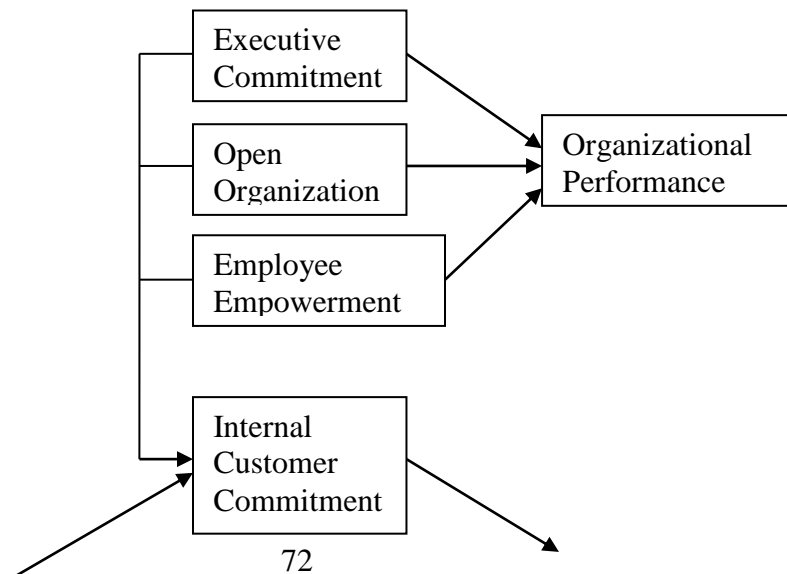 Executive
Commitment
Open
Organization
Organizational
Performance
Employee
Empowerment
Internal
Customer
Commitment
72